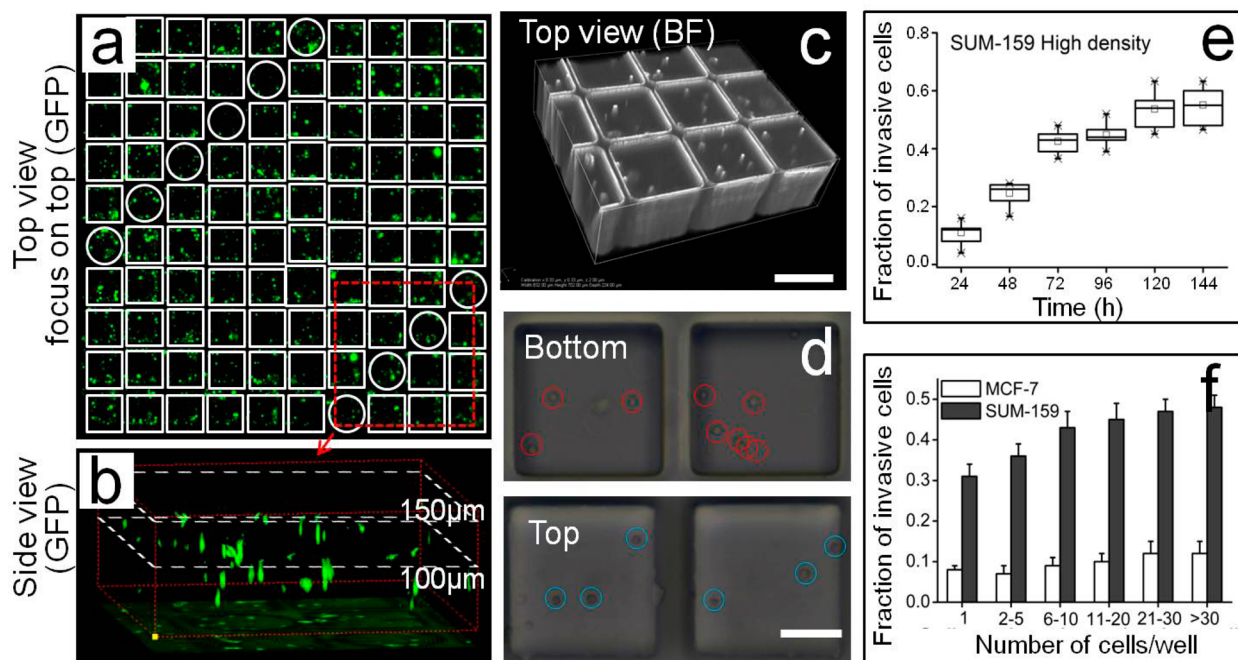 a
Top view
focus on top (GFP)
b
Side view
(GFP)
150µm
100µm
Top view (BF)
c
Bottom
d
Top
e
SUM-159 High density
Fraction of invasive cells
0.8
0.6
0.4
0.2
0.0
24 48 72 96 120 144
Time (h)
f
MCF-7
SUM-159
Fraction of invasive cells
0.5
0.4
0.3
0.2
0.1
0.0
1 2-5 6-10 11-20 21-30 >30
Number of cells/well